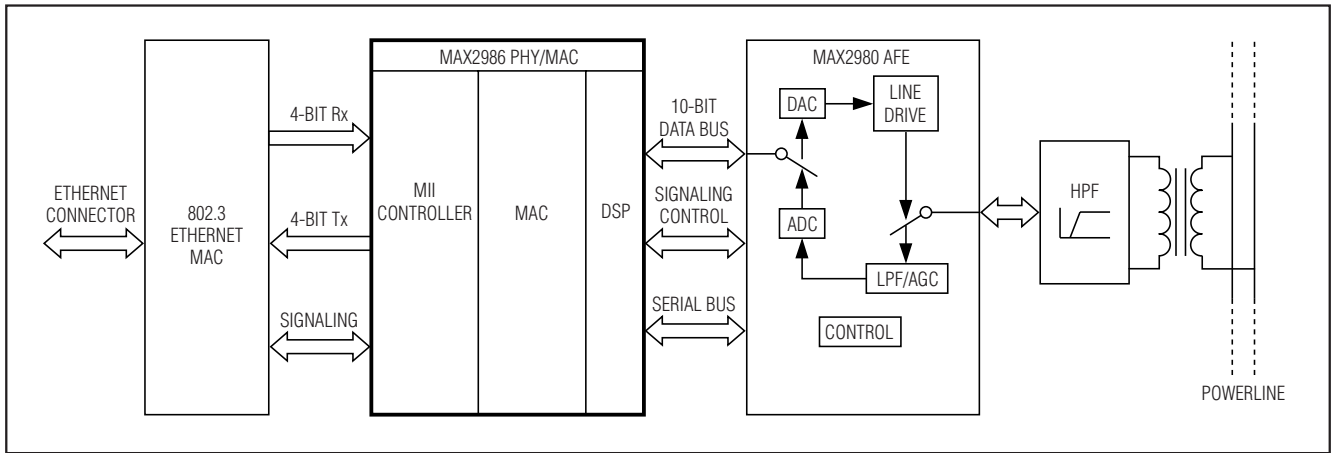 ETHERNET
CONNECTOR
802.3
ETHERNET
MAC
4-BIT Rx
4-BIT Tx
SIGNALING
MAX2986 PHY/MAC
MII
CONTROLLER
MAC
DSP
10-BIT
DATA BUS
SIGNALING
CONTROL
SERIAL BUS
MAX2980 AFE
DAC
LINE
DRIVE
ADC
LPF/AGC
CONTROL
HPF
POWERLINE